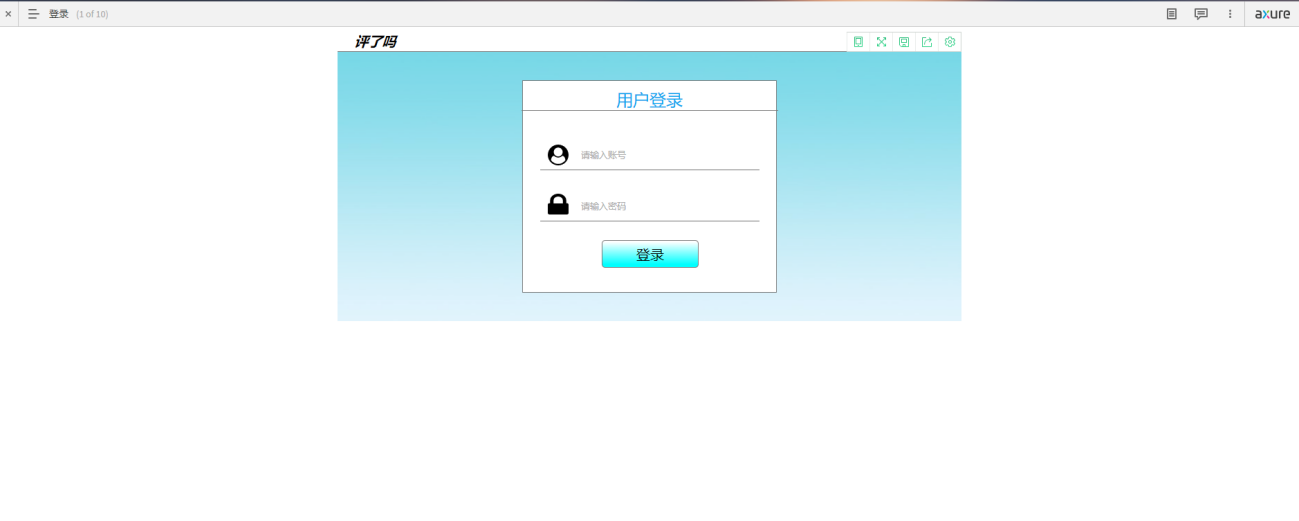 登录 (1 of 10)
axure
评了吗
用户登录
请输入账号
请输入密码
登录